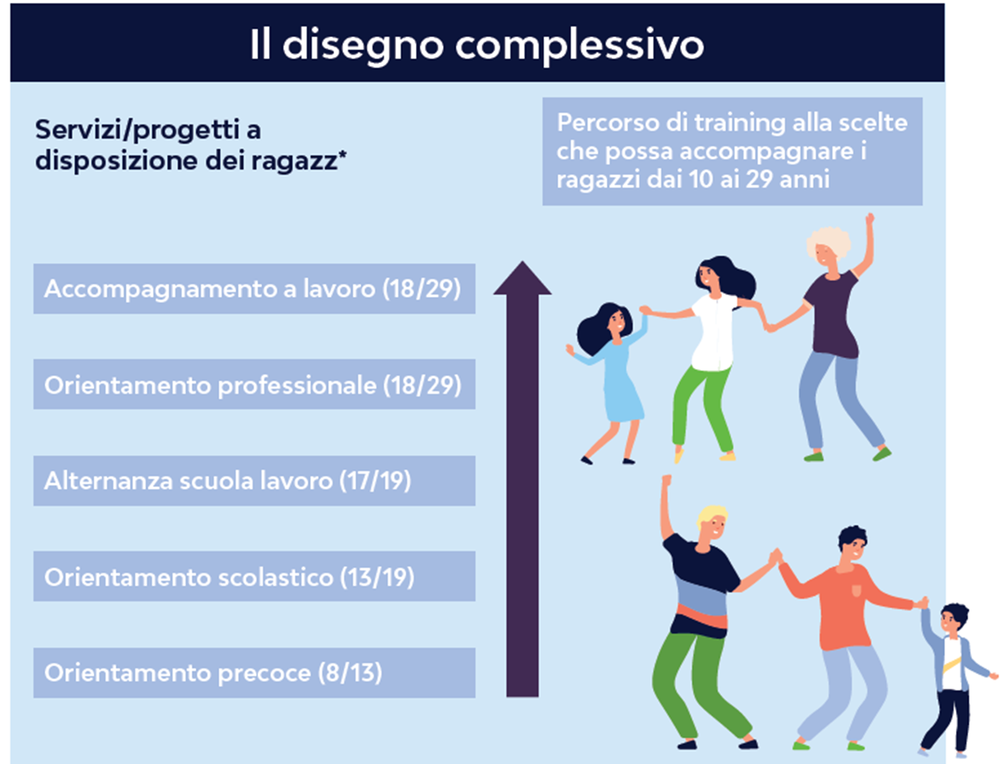 Il disegno complessivo
Servizi/progetti a
disposizione dei ragazz*
Percorso di training alla scelte
che possa accompagnare i
ragazzi dai 10 ai 29 anni
Accompagnamento a lavoro (18/29)
Orientamento professionale (18/29)
Alternanza scuola lavoro (17/19)
Orientamento scolastico (13/19)
Orientamento precoce (8/13)